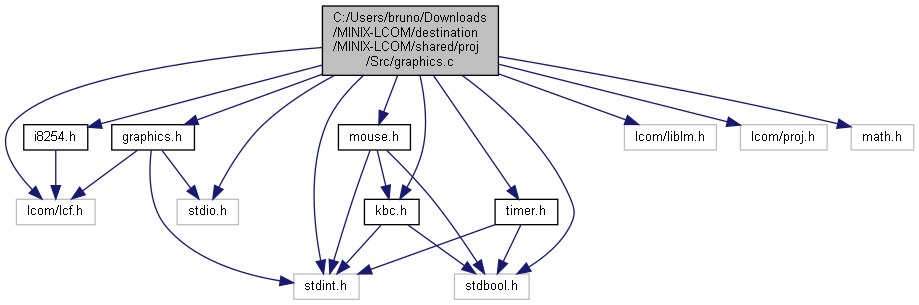 C:/Users/bruno/Downloads
/MINIX-LCOM/destination
/MINIX-LCOM/shared/proj
/Src/graphics.c
i8254.h
graphics.h
mouse.h
lcom/liblm.h
lcom/proj.h
math.h
lcom/lcf.h
stdio.h
kbc.h
timer.h
stdint.h
stdbool.h